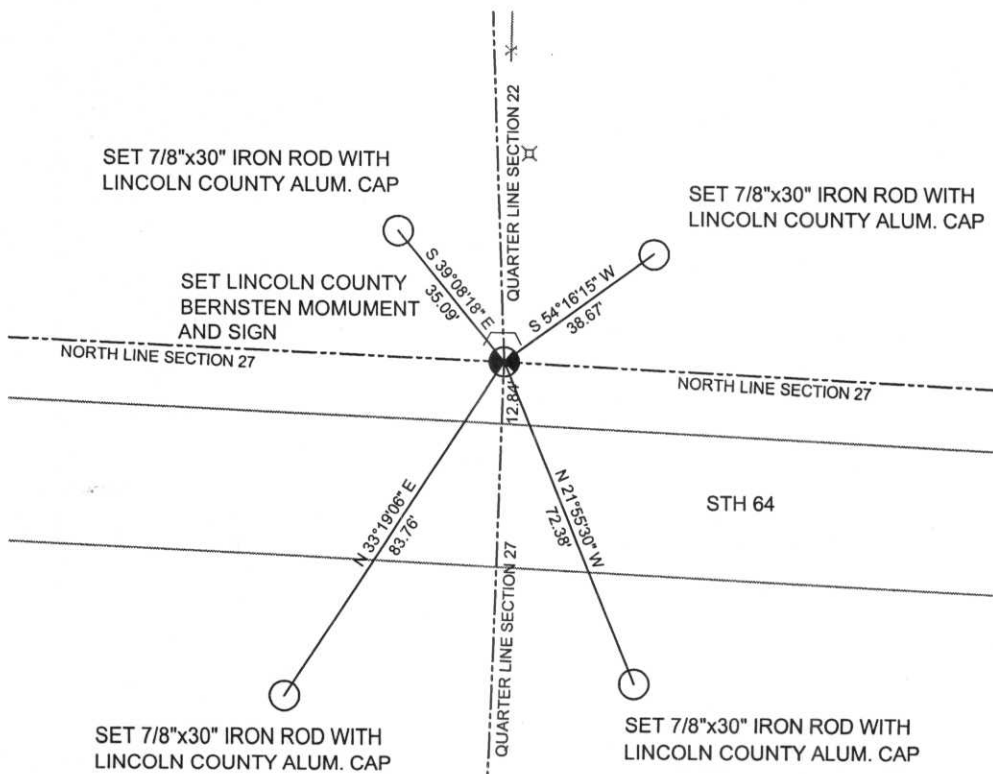 QUARTER LINE SECTION 22
SET 7/8"x30" IRON ROD WITH
LINCOLN COUNTY ALUM. CAP
SET 7/8"x30" IRON ROD WITH
LINCOLN COUNTY ALUM. CAP
S 39°08'18" E
35.09'
S 54°16'15" W
38.67'
SET LINCOLN COUNTY
BERNSTEN MOMUMENT
AND SIGN
NORTH LINE SECTION 27
NORTH LINE SECTION 27
12.84'
N 33°19'06" E
83.76'
N 21°55'30" W
72.38'
STH 64
QUARTER LINE SECTION 27
SET 7/8"x30" IRON ROD WITH
LINCOLN COUNTY ALUM. CAP
SET 7/8"x30" IRON ROD WITH
LINCOLN COUNTY ALUM. CAP